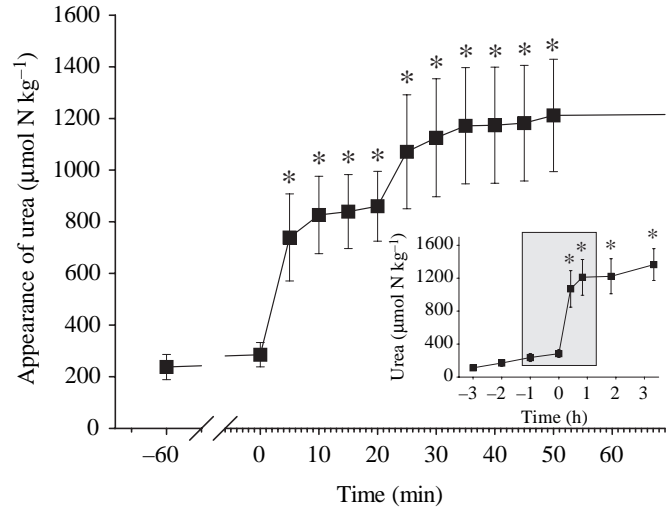 1600
1400
1200
1000
800
600
400
200
0
Appearance of urea (µmol N kg−1)
* * * * * * * * * *
−60 0 10 20 30 40 50 60
Time (min)
1600
1200
800
400
0
Urea (µmol N kg−1)
* * * *
−3 −2 −1 0 1 2 3
Time (h)